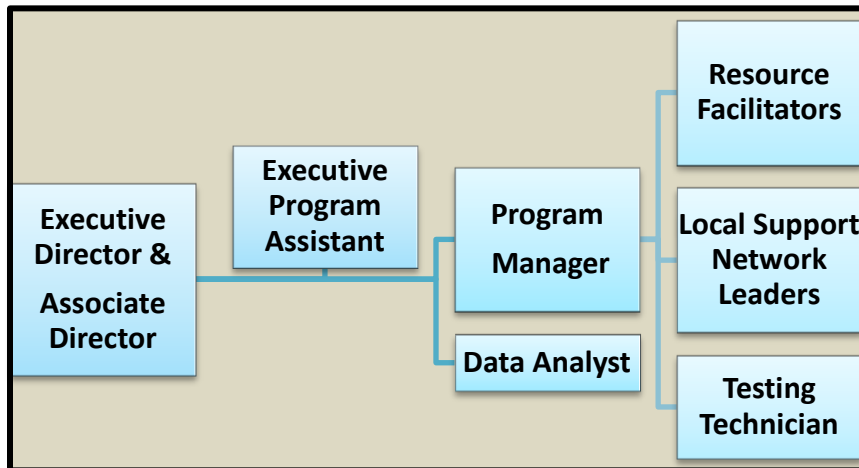 Executive
Director &
Associate
Director
Executive
Program
Assistant
Program
Manager
Data Analyst
Resource
Facilitators
Local Support
Network
Leaders
Testing
Technician